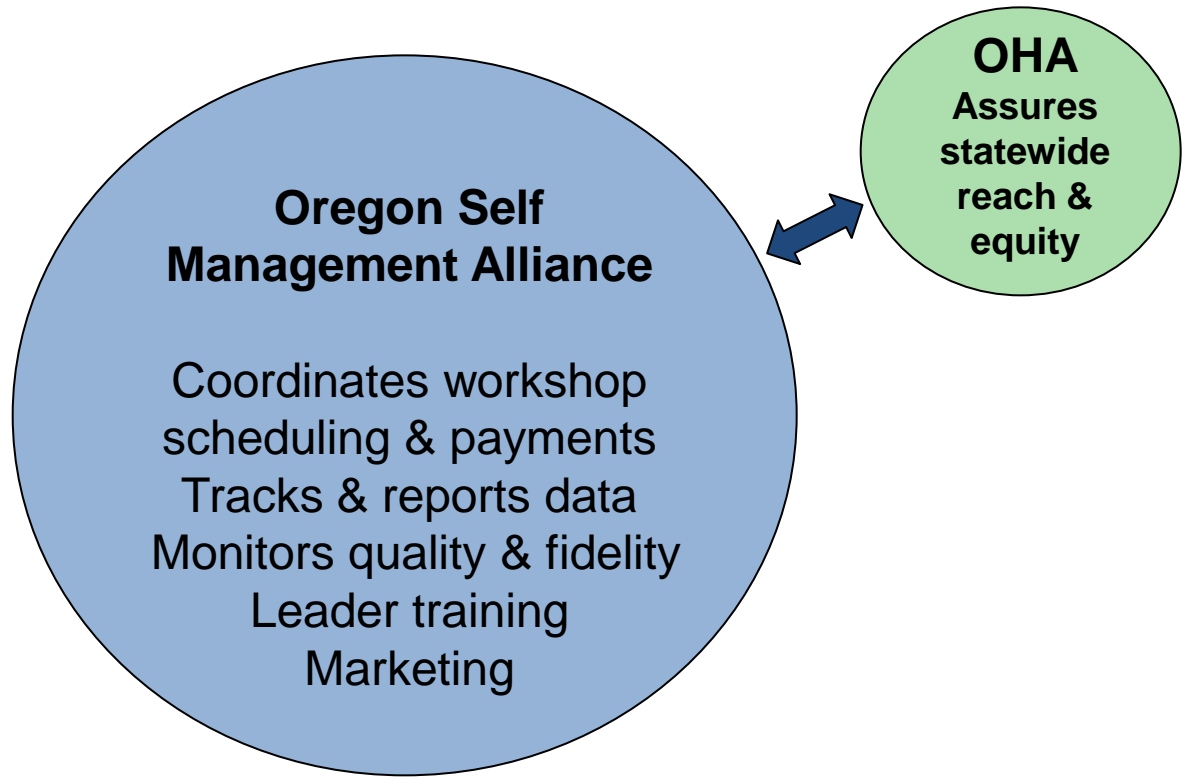 OHA
Assures
statewide
reach &
equity
Oregon Self
Management Alliance
Coordinates workshop
scheduling & payments
Tracks & reports data
Monitors quality & fidelity
Leader training
Marketing